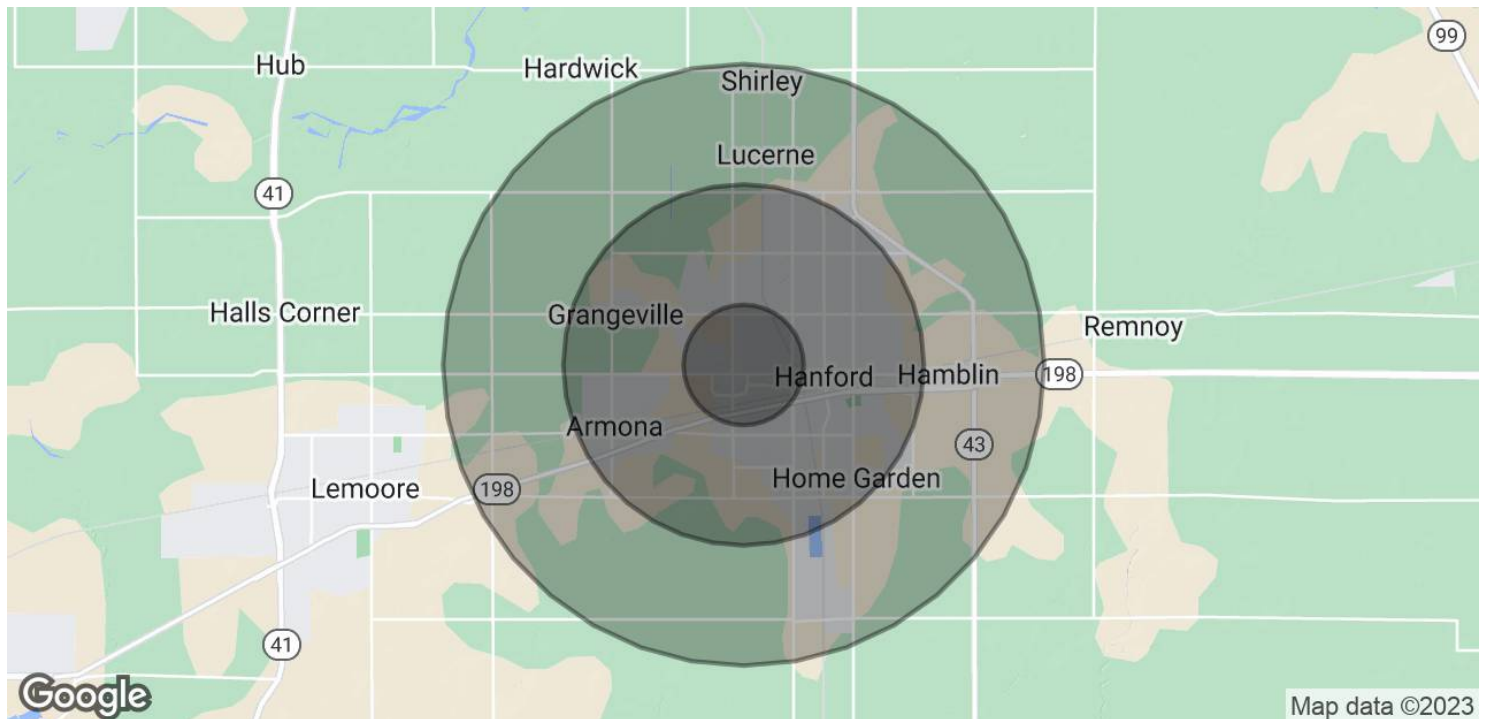 99
Hub
Hardwick
Shirley
Lucerne
41
Halls Corner
Grangeville
Remnoy
Hanford
Hamblin
198
Armona
43
Home Garden
Lemoore
198
41
Google
Map data ©2023